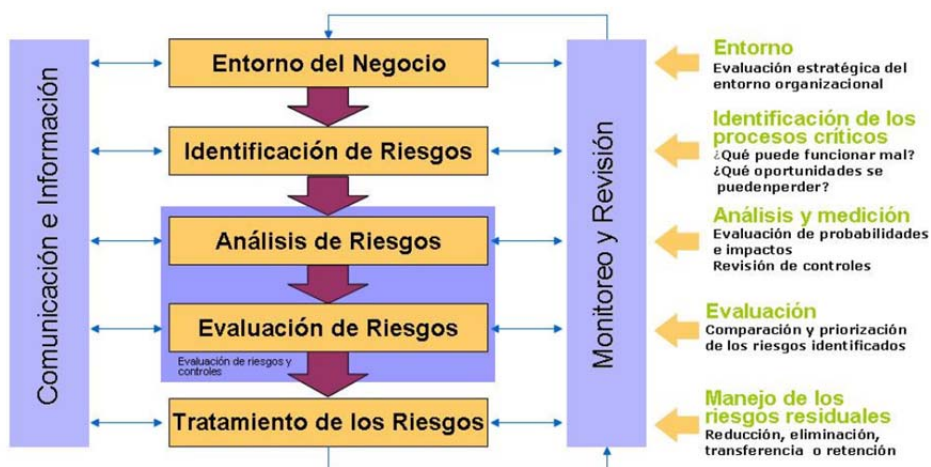 Comunicación e Información
Entorno del Negocio
Identificación de Riesgos
Análisis de Riesgos
Evaluación de Riesgos
Evaluación de riesgos y
controles
Tratamiento de los Riesgos
Monitoreo y Revisión
Entorno
Evaluación estratégica del
entorno organizacional
Identificación de los
procesos críticos
¿Qué puede funcionar mal?
¿Qué oportunidades se
puedenperder?
Análisis y medición
Evaluación de probabilidades
e impactos
Revisión de controles
Evaluación
Comparación y priorización
de los riesgos identificados
Manejo de los
riesgos residuales
Reducción, eliminación,
transferencia o retención